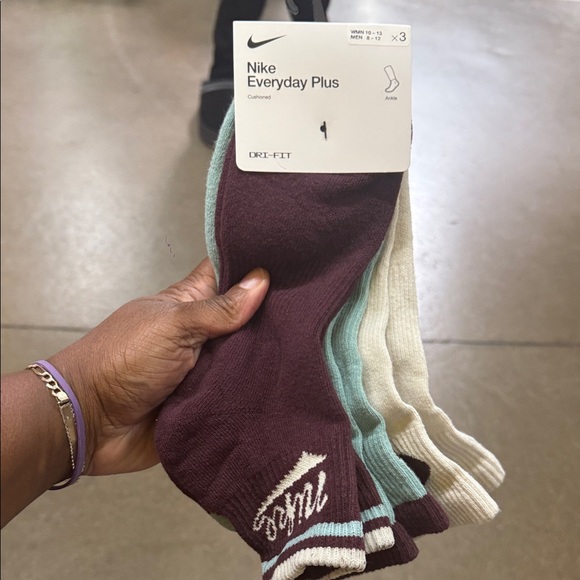 WMN 10 – 13
MEN 8 – 12
×3
Nike
Everyday Plus
Cushioned
Ankle
DRI–FIT
Nike